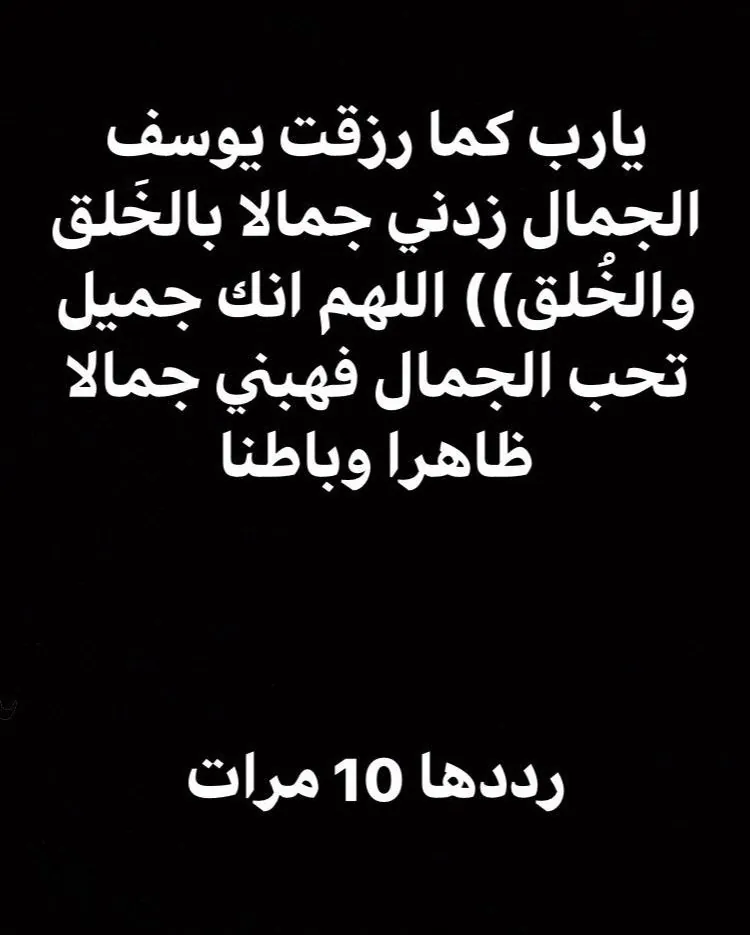 يارب كما رزقت يوسف
الجمال زدني جمالا بالخَلق
والخُلق)) اللهم انك جميل
تحب الجمال فهبني جمالا
ظاهرا وباطنا
رددها 10 مرات